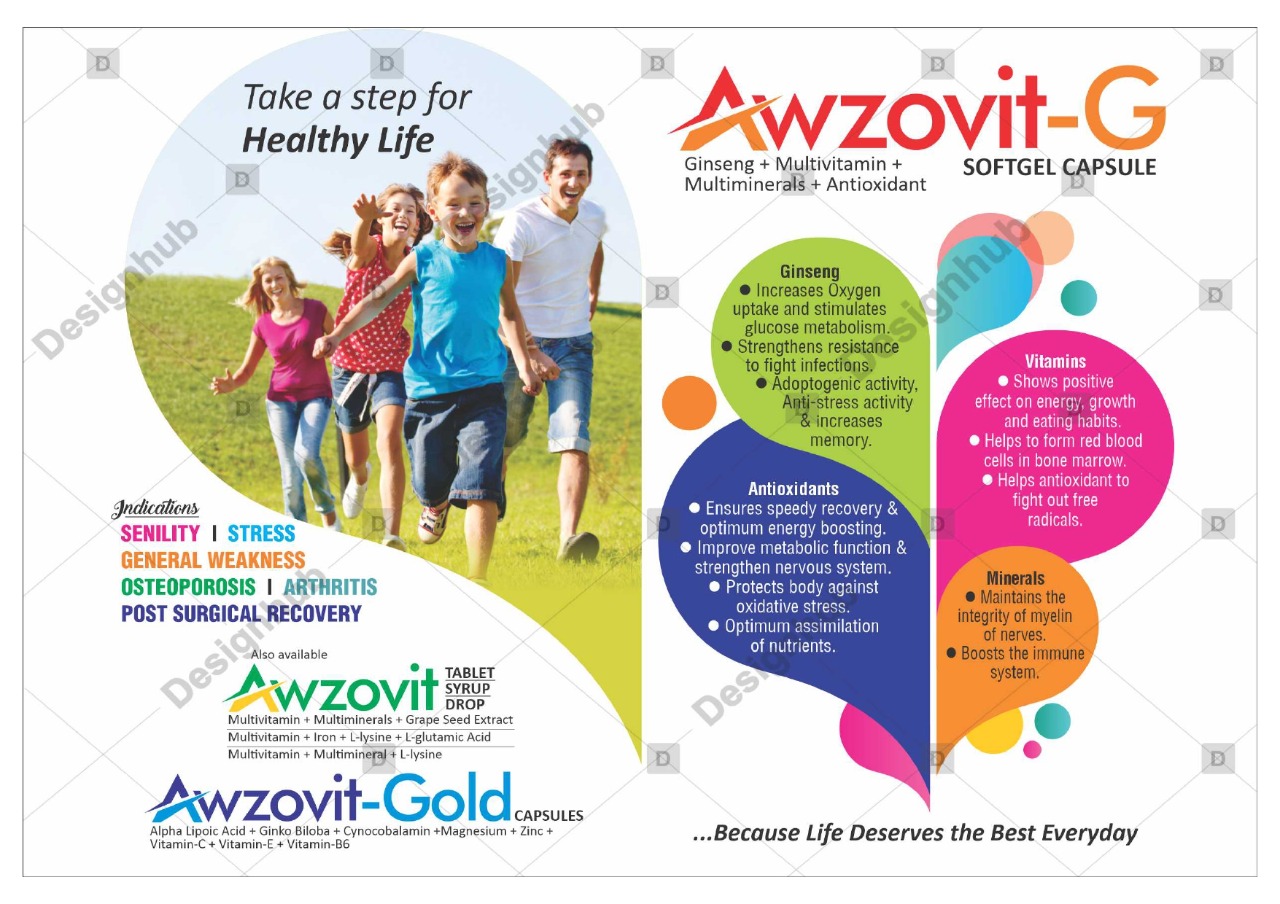 Take a step for
Healthy Life
Indications
SENILITY I STRESS
GENERAL WEAKNESS
OSTEOPOROSIS I ARTHRITIS
POST SURGICAL RECOVERY
Also available
Awzovit
TABLET
SYRUP
DROP
Multivitamin + Multiminerals + Grape Seed Extract
Multivitamin + Iron + L-lysine + L-glutamic Acid
Multivitamin + Multimineral + L-lysine
Awzovit-Gold CAPSULES
Alpha Lipoic Acid + Ginko Biloba + Cynocobalamin +Magnesium + Zinc +
Vitamin-C + Vitamin-E + Vitamin-B6
Awzovit-G
Ginseng + Multivitamin +
Multiminerals + Antioxidant
SOFTGEL CAPSULE
Ginseng
● Increases Oxygen
uptake and stimulates
glucose metabolism.
● Strengthens resistance
to fight infections.
● Adoptogenic activity,
Anti-stress activity
& increases
memory.
Antioxidants
● Ensures speedy recovery &
optimum energy boosting.
● Improve metabolic function &
strengthen nervous system.
● Protects body against
oxidative stress.
● Optimum assimilation
of nutrients.
Vitamins
● Shows positive
effect on energy, growth
and eating habits.
● Helps to form red blood
cells in bone marrow.
● Helps antioxidant to
fight out free
radicals.
Minerals
● Maintains the
integrity of myelin
of nerves.
● Boosts the immune
system.
...Because Life Deserves the Best Everyday
Designhub
Designhub
Designhub
Designhub
Designhub
Designhub